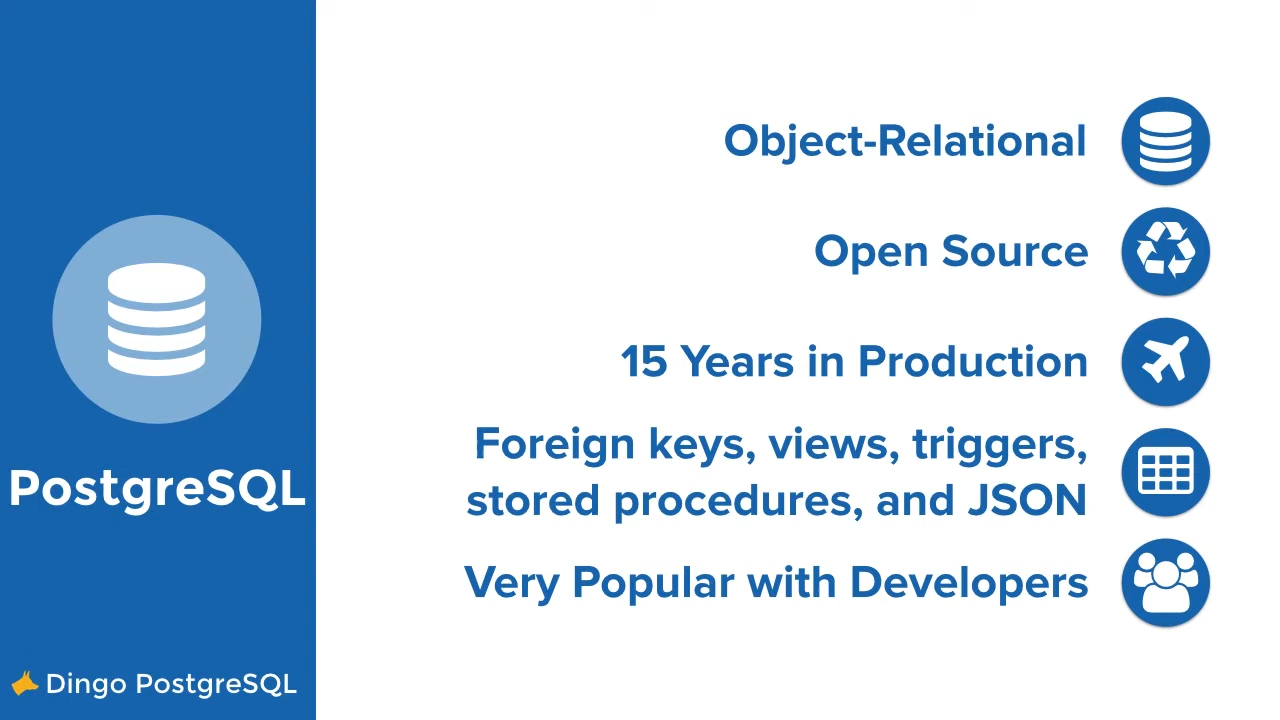 PostgreSQL
Dingo PostgreSQL
Object-Relational
Open Source
15 Years in Production
Foreign keys, views, triggers,
stored procedures, and JSON
Very Popular with Developers